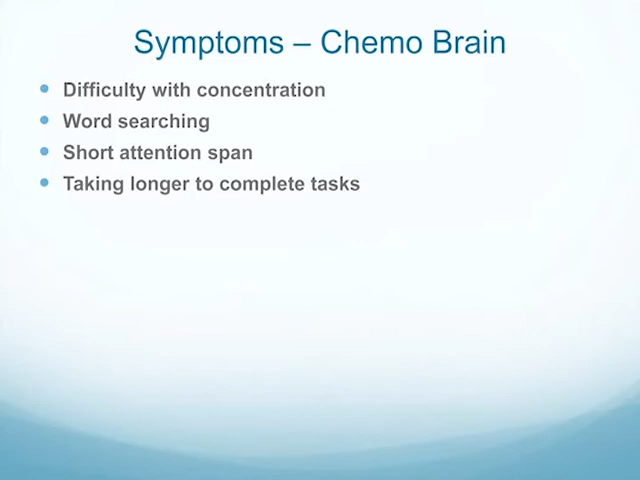 Symptoms – Chemo Brain
Difficulty with concentration
Word searching
Short attention span
Taking longer to complete tasks